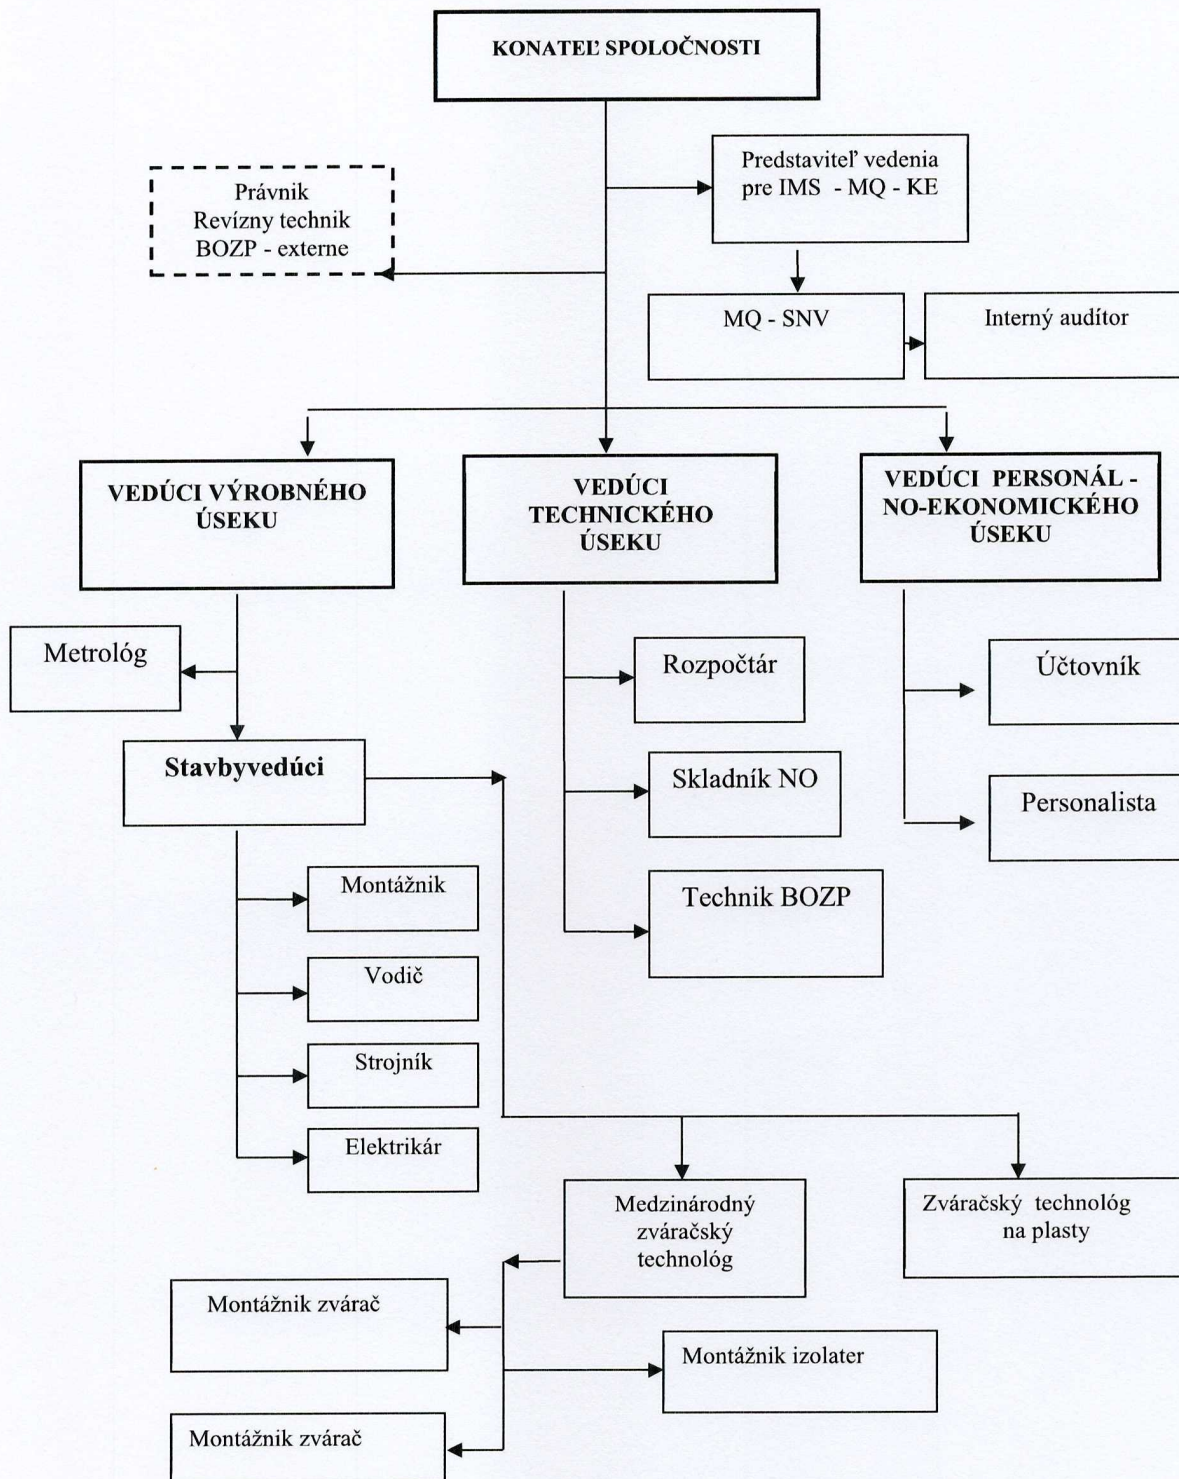 KONATEĽ SPOLOČNOSTI
Predstaviteľ vedenia
pre IMS - MQ - KE
Právnik
Revízny technik
BOZP - externe
MQ - SNV
Interný audítor
VEDÚCI VÝROBNÉHO
ÚSEKU
VEDÚCI
TECHNICKÉHO
ÚSEKU
VEDÚCI PERSONÁL -
NO-EKONOMICKÉHO
ÚSEKU
Metrológ
Rozpočtár
Účtovník
Stavbyvedúci
Skladník NO
Personalista
Montážnik
Technik BOZP
Vodič
Strojník
Elektrikár
Medzinárodný
zváračský
technológ
Zváračský technológ
na plasty
Montážnik zvárač
Montážnik izolater
Montážnik zvárač